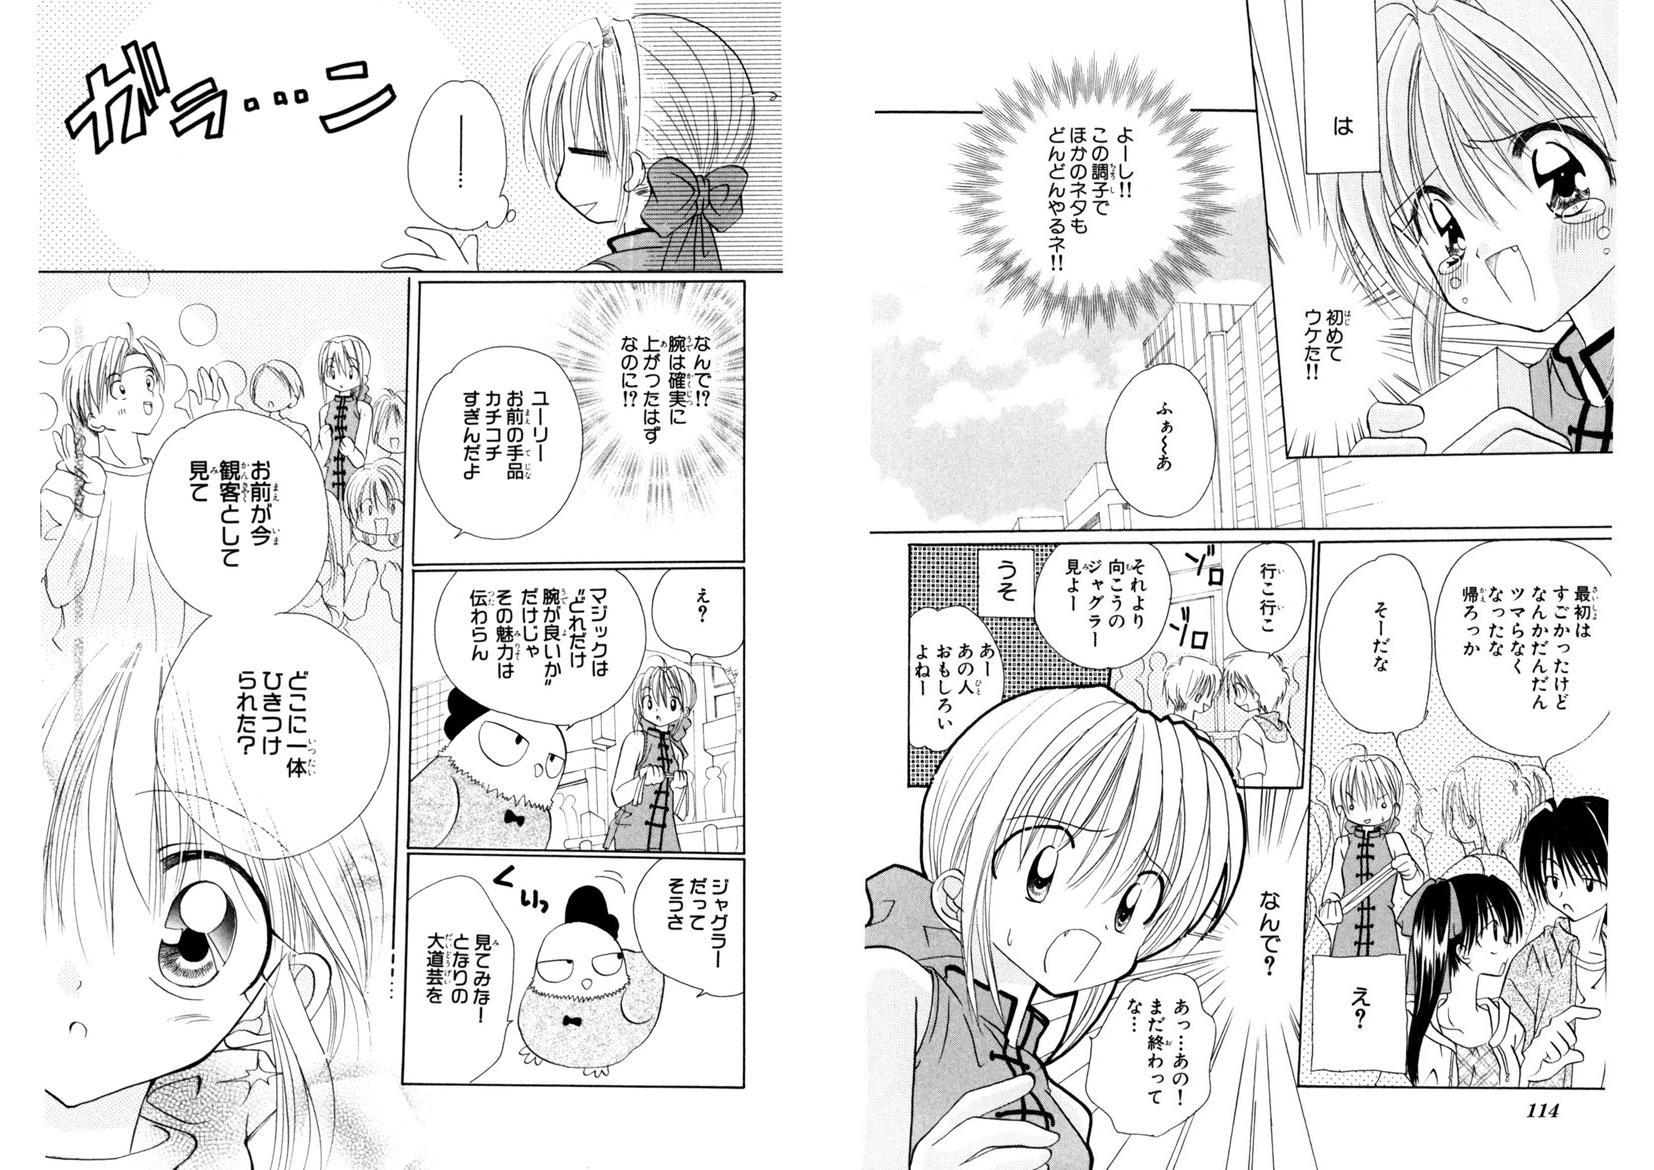 は
初めて
ウケた!!
よーし!!
この調子で
ほかのネタも
どんどんやるネ!!
ふぁ〜あ
最初は
すごかったけど
なんかだんだん
ツマらなく
なったな
帰ろっか
そーだな
え?
行こ行こ
ゾロ
ゾロ
それより
向こうの
ジャグラー
見よー
うそ
あー
あの人
おもしろい
よねー
なんで?
あっ…あの!
まだ終わって
な…
114
ガラ…ン
――…
なんで!?
腕は確実に
上がったはず
なのに!?
ユーリー
お前の手品
カチコチ
すぎんだよ
え?
マジックは
"どれだけ
腕が良いか"
だけじゃ
その魅力は
伝わらん
ジャグラー
だって
そうさ
くいっ
見てみな!
となりの
大道芸を
お前が今
観客として
見て
どこに一体
ひきつけ
られた?
……